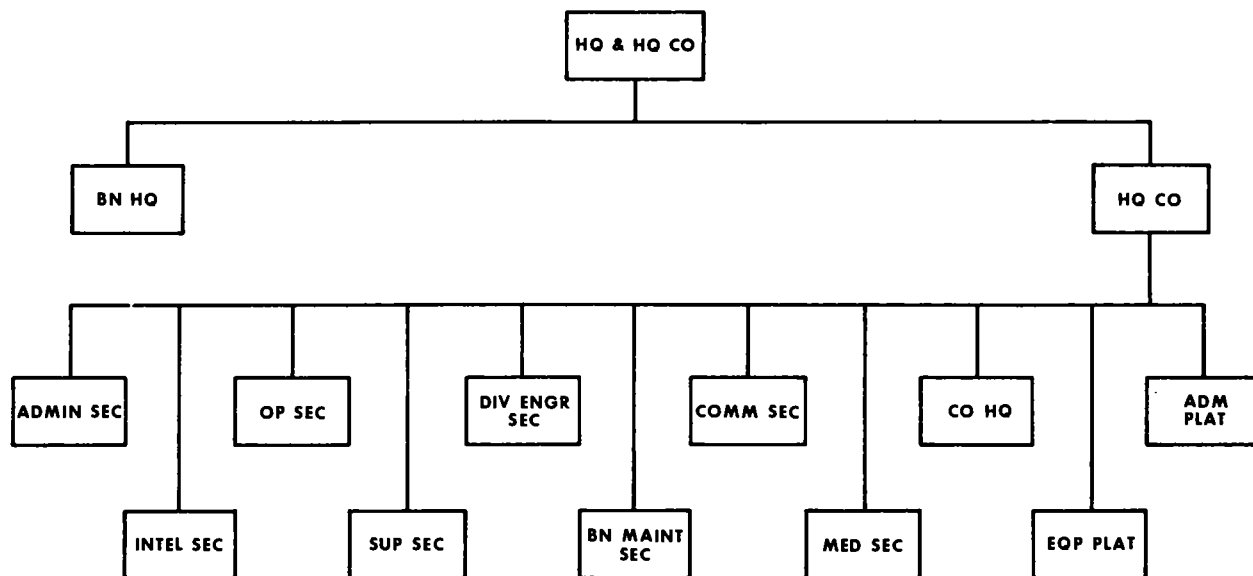 HQ & HQ CO
BN HQ
HQ CO
ADMIN SEC
OP SEC
DIV ENGR
SEC
COMM SEC
CO HQ
ADM
PLAT
INTEL SEC
SUP SEC
BN MAINT
SEC
MED SEC
EQP PLAT